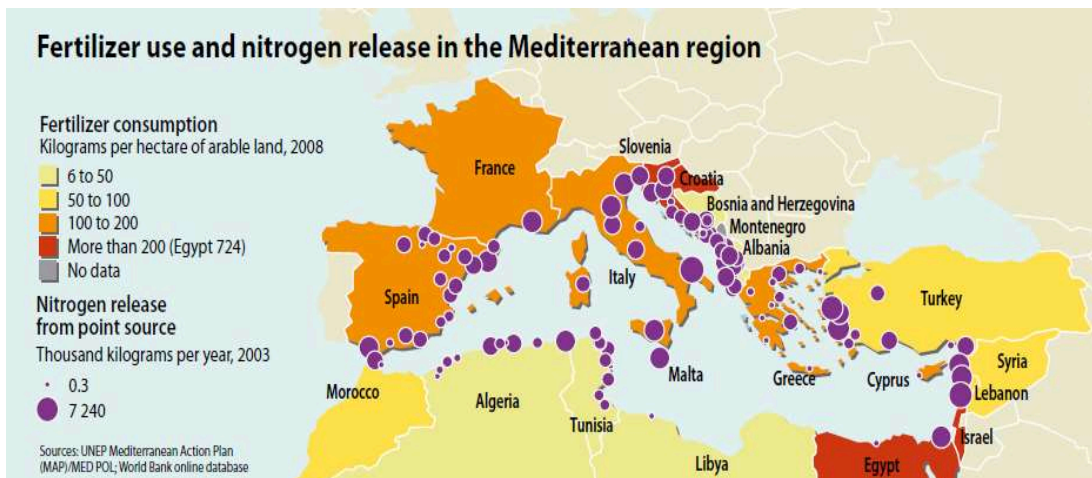 Fertilizer use and nitrogen release in the Mediterranean region
Fertilizer consumption
Kilograms per hectare of arable land, 2008
6 to 50
50 to 100
100 to 200
More than 200 (Egypt 724)
No data
Nitrogen release
from point source
Thousand kilograms per year, 2003
0.3
7 240
Sources: UNEP Mediterranean Action Plan
(MAP)/MED POL; World Bank online database
Slovenia
France
Croatia
Bosnia and Herzegovina
Montenegro
Albania
Italy
Spain
Turkey
Greece
Cyprus
Syria
Malta
Lebanon
Morocco
Algeria
Tunisia
Israel
Libya
Egypt